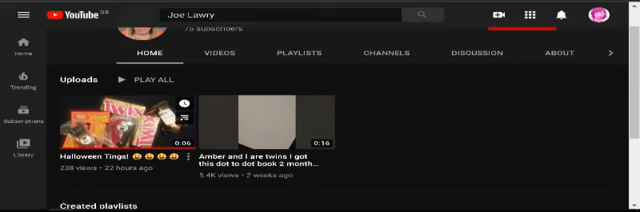 YouTube GB
Joe Lawry
75 subscribers
HOME VIDEOS PLAYLISTS CHANNELS DISCUSSION ABOUT
Home
Trending
Subscriptions
Library
Uploads ▶ PLAY ALL
0:06
Halloween Tings! 🎃🎃🎃🎃
238 views • 22 hours ago
0:16
Amber and I are twins I got
this dot to dot book 2 month...
5.4K views • 2 weeks ago
Created playlists